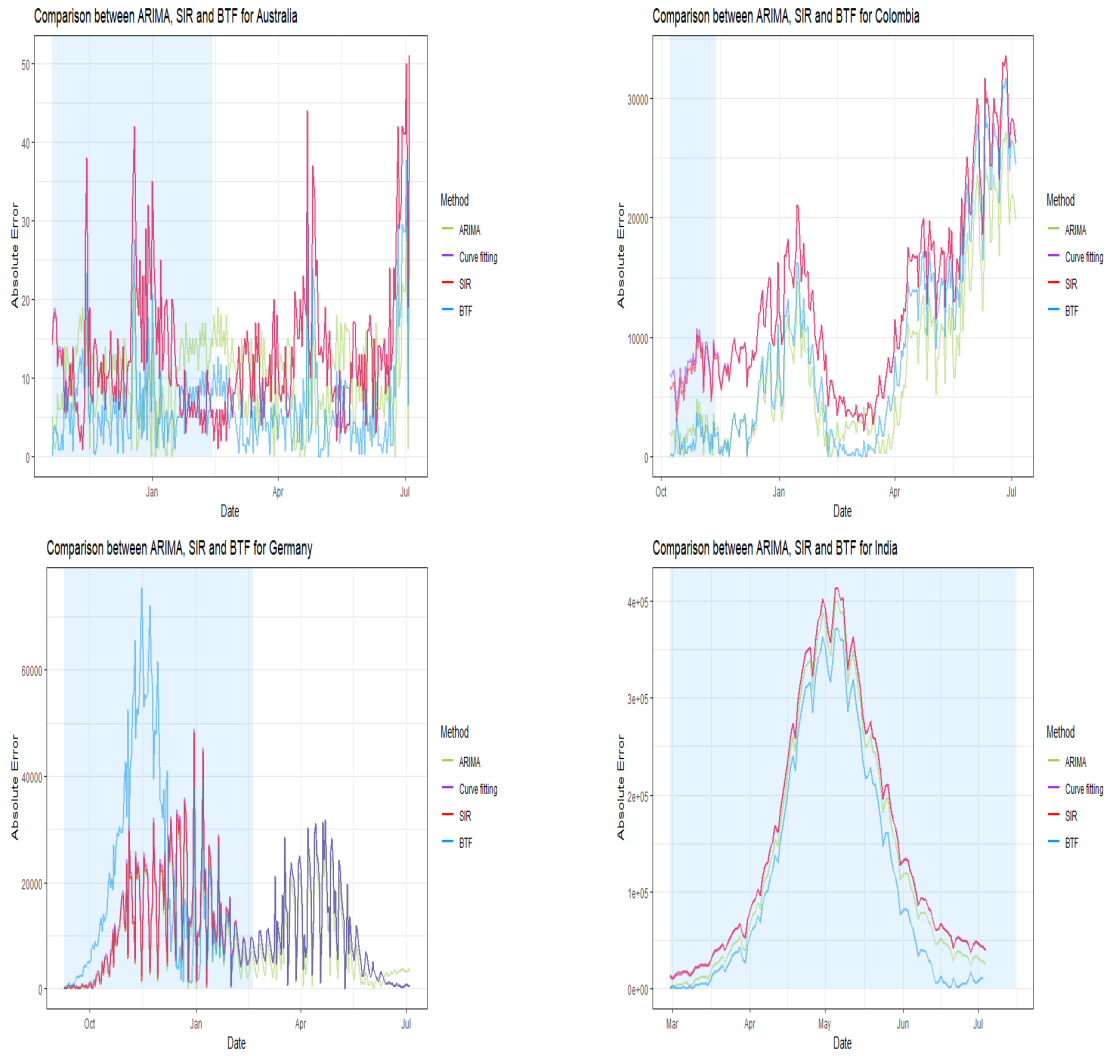 Comparison between ARIMA, SIR and BTF for Australia
50
40
30
20
10
0
Absolute Error
Jan
Apr
Jul
Date
Method
ARIMA
Curve fitting
SIR
BTF
Comparison between ARIMA, SIR and BTF for Colombia
30000
20000
10000
0
Absolute Error
Oct
Jan
Apr
Jul
Date
Method
ARIMA
Curve fitting
SIR
BTF
Comparison between ARIMA, SIR and BTF for Germany
60000
40000
20000
0
Absolute Error
Oct
Jan
Apr
Jul
Date
Method
ARIMA
Curve fitting
SIR
BTF
Comparison between ARIMA, SIR and BTF for India
4e+05
3e+05
2e+05
1e+05
0e+00
Absolute Error
Mar
Apr
May
Jun
Jul
Date
Method
ARIMA
Curve fitting
SIR
BTF